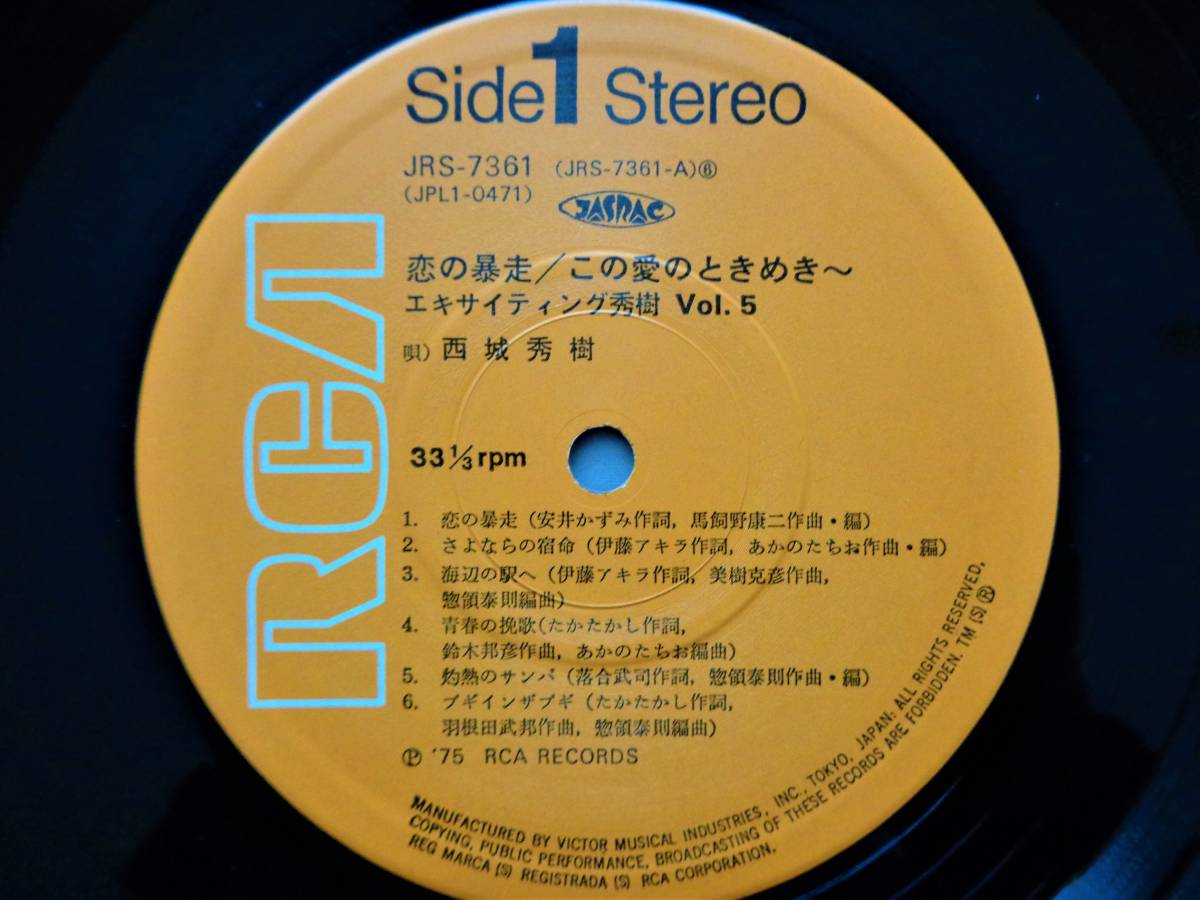 Side 1 Stereo
JRS-7361 (JRS-7361-A)⑥
(JPL1-0471)
JASRAC
恋の暴走/この愛のときめき～
エキサイティング秀樹 Vol. 5
唄) 西城秀樹
RCA
33 1/3 rpm
1. 恋の暴走 (安井かずみ作詞, 馬飼野康二作曲・編)
2. さよならの宿命 (伊藤アキラ作詞, あかのたちお作曲・編)
3. 海辺の駅へ (伊藤アキラ作詞, 美樹克彦作曲,
惣領泰則編曲)
4. 青春の挽歌(たかたかし作詞,
鈴木邦彦作曲, あかのたちお編曲)
5. 灼熱のサンバ (落合武司作詞, 惣領泰則作曲・編)
6. ブギインザブギ (たかたかし作詞,
羽根田武邦作曲, 惣領泰則編曲)
Ⓟ '75 RCA RECORDS
MANUFACTURED BY VICTOR MUSICAL INDUSTRIES, INC., TOKYO, JAPAN: ALL RIGHTS RESERVED.
COPYING, PUBLIC PERFORMANCE, BROADCASTING OF THESE RECORDS ARE FORBIDDEN. TM (S) ®
REG MARCA (S) REGISTRADA (S) RCA CORPORATION.